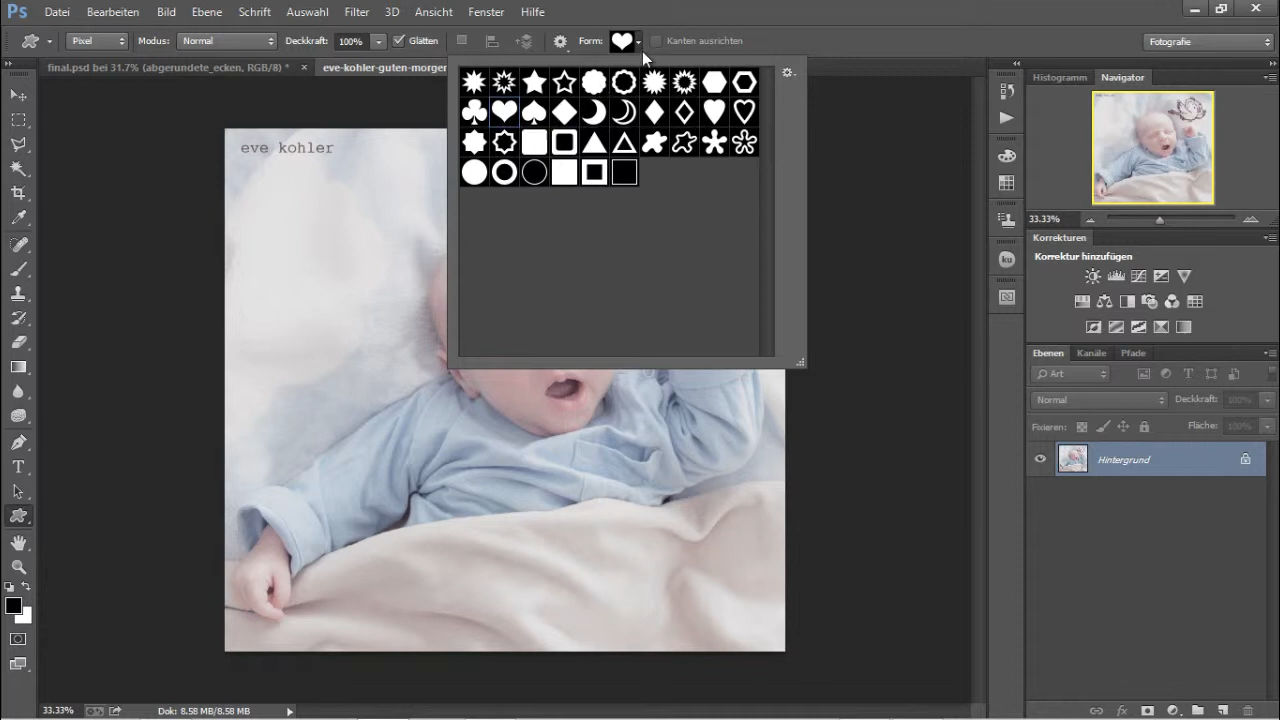 Ps Datei Bearbeiten Bild Ebene Schrift Auswahl Filter 3D Ansicht Fenster Hilfe
Pixel Modus: Normal Deckkraft: 100% Glätten Form: Kanten ausrichten Fotografie
final.psd bei 31.7% (abgerundete_ecken, RGB/8) * × eve-kohler-guten-morgen
Histogramm Navigator
eve kohler
33.33%
Korrekturen
Korrektur hinzufügen
ku
Ebenen Kanäle Pfade
Art
Normal Deckkraft: 100%
Fixieren: Fläche: 100%
Hintergrund
T
33.33% Dok: 8.58 MB/8.58 MB